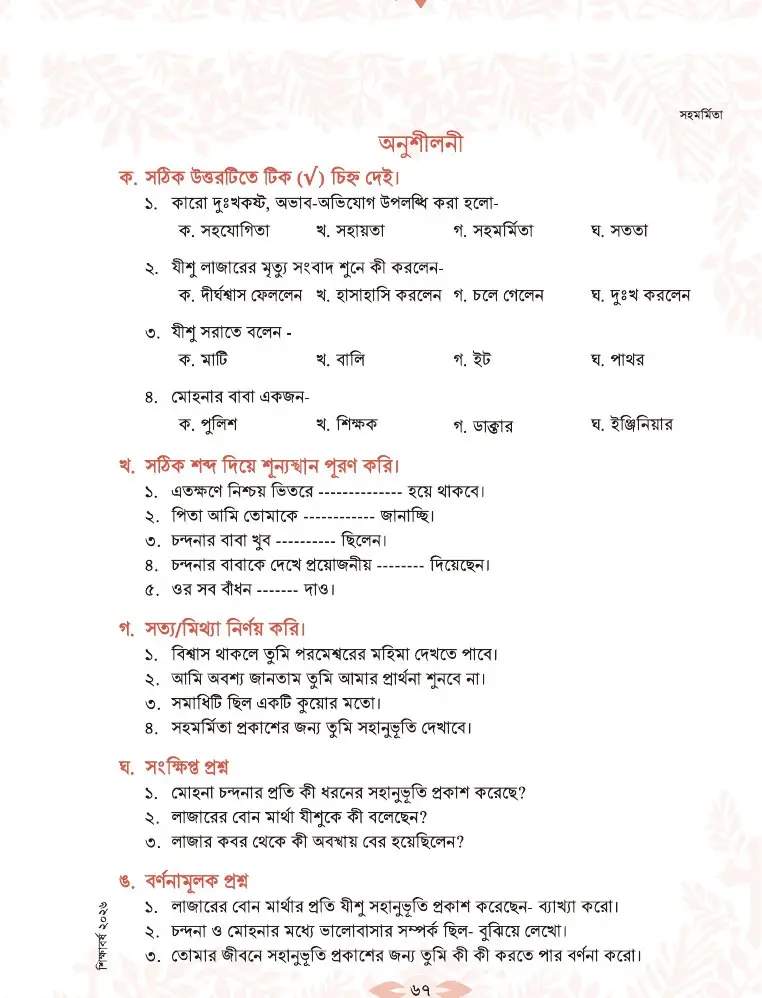 সহমর্মিতা
অনুশীলনী
ক. সঠিক উত্তরটিতে টিক (√) চিহ্ন দেই।
১. কারো দুঃখকষ্ট, অভাব-অভিযোগ উপলব্ধি করা হলো-
ক. সহযোগিতা খ. সহায়তা গ. সহমর্মিতা ঘ. সততা
২. যীশু লাজারের মৃত্যু সংবাদ শুনে কী করলেন-
ক. দীর্ঘশ্বাস ফেললেন খ. হাসাহাসি করলেন গ. চলে গেলেন ঘ. দুঃখ করলেন
৩. যীশু সরাতে বলেন -
ক. মাটি খ. বালি গ. ইট ঘ. পাথর
৪. মোহনার বাবা একজন-
ক. পুলিশ খ. শিক্ষক গ. ডাক্তার ঘ. ইঞ্জিনিয়ার
খ. সঠিক শব্দ দিয়ে শূন্যস্থান পূরণ করি।
১. এতক্ষণে নিশ্চয় ভিতরে -------------- হয়ে থাকবে।
২. পিতা আমি তোমাকে ------------ জানাচ্ছি।
৩. চন্দনার বাবা খুব ---------- ছিলেন।
৪. চন্দনার বাবাকে দেখে প্রয়োজনীয় -------- দিয়েছেন।
৫. ওর সব বাঁধন ------- দাও।
গ. সত্য/মিথ্যা নির্ণয় করি।
১. বিশ্বাস থাকলে তুমি পরমেশ্বরের মহিমা দেখতে পাবে।
২. আমি অবশ্য জানতাম তুমি আমার প্রার্থনা শুনবে না।
৩. সমাধিটি ছিল একটি কুয়োর মতো।
৪. সহমর্মিতা প্রকাশের জন্য তুমি সহানুভূতি দেখাবে।
ঘ. সংক্ষিপ্ত প্রশ্ন
১. মোহনা চন্দনার প্রতি কী ধরনের সহানুভূতি প্রকাশ করেছে?
২. লাজারের বোন মার্থা যীশুকে কী বলেছেন?
৩. লাজার কবর থেকে কী অবস্থায় বের হয়েছিলেন?
ঙ. বর্ণনামূলক প্রশ্ন
১. লাজারের বোন মার্থার প্রতি যীশু সহানুভূতি প্রকাশ করেছেন- ব্যাখ্যা করো।
২. চন্দনা ও মোহনার মধ্যে ভালোবাসার সম্পর্ক ছিল- বুঝিয়ে লেখো।
৩. তোমার জীবনে সহানুভূতি প্রকাশের জন্য তুমি কী কী করতে পার বর্ণনা করো।
শিক্ষাবর্ষ ২০২৬
৬৭